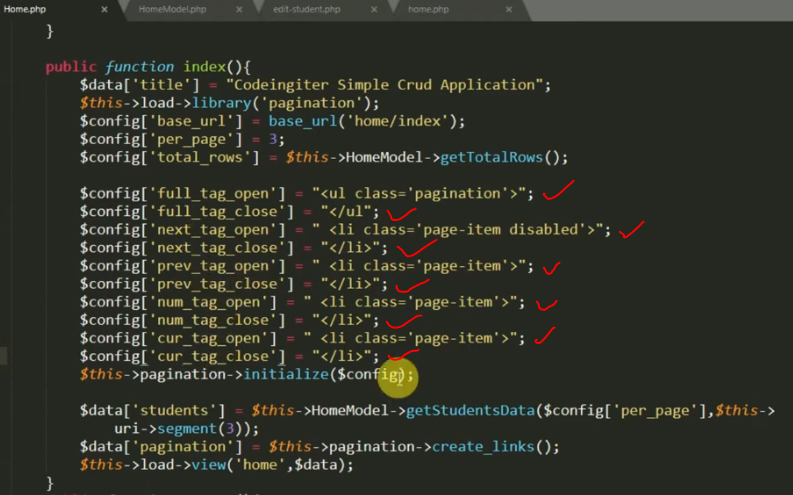 Home.php × HomeModel.php × edit-student.php × home.php ×
}
public function index(){
$data['title'] = "Codeingiter Simple Crud Application";
$this->load->library('pagination');
$config['base_url'] = base_url('home/index');
$config['per_page'] = 3;
$config['total_rows'] = $this->HomeModel->getTotalRows();
$config['full_tag_open'] = "<ul class='pagination'>";
$config['full_tag_close'] = "</ul";
$config['next_tag_open'] = " <li class='page-item disabled'>";
$config['next_tag_close'] = "</li>";
$config['prev_tag_open'] = " <li class='page-item'>";
$config['prev_tag_close'] = "</li>";
$config['num_tag_open'] = " <li class='page-item'>";
$config['num_tag_close'] = "</li>";
$config['cur_tag_open'] = " <li class='page-item'>";
$config['cur_tag_close'] = "</li>";
$this->pagination->initialize($config);
$data['students'] = $this->HomeModel->getStudentsData($config['per_page'],$this->
uri->segment(3));
$data['pagination'] = $this->pagination->create_links();
$this->load->view('home',$data);
}